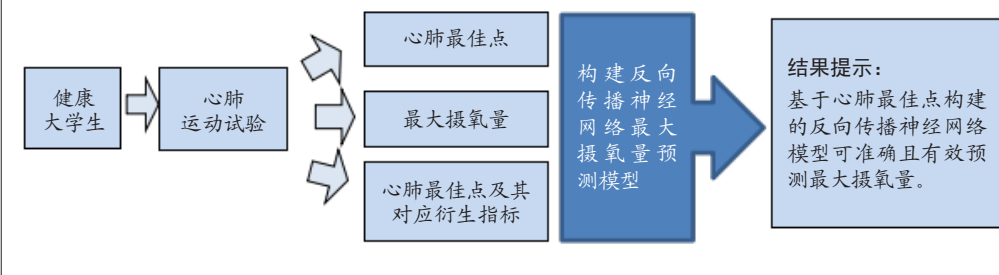 健康
大学生
心肺
运动试验
心肺最佳点
最大摄氧量
心肺最佳点及其
对应衍生指标
构建反向
传播神经
网络最大
摄氧量预
测模型
结果提示：
基于心肺最佳点构建
的反向传播神经网络
模型可准确且有效预
测最大摄氧量。